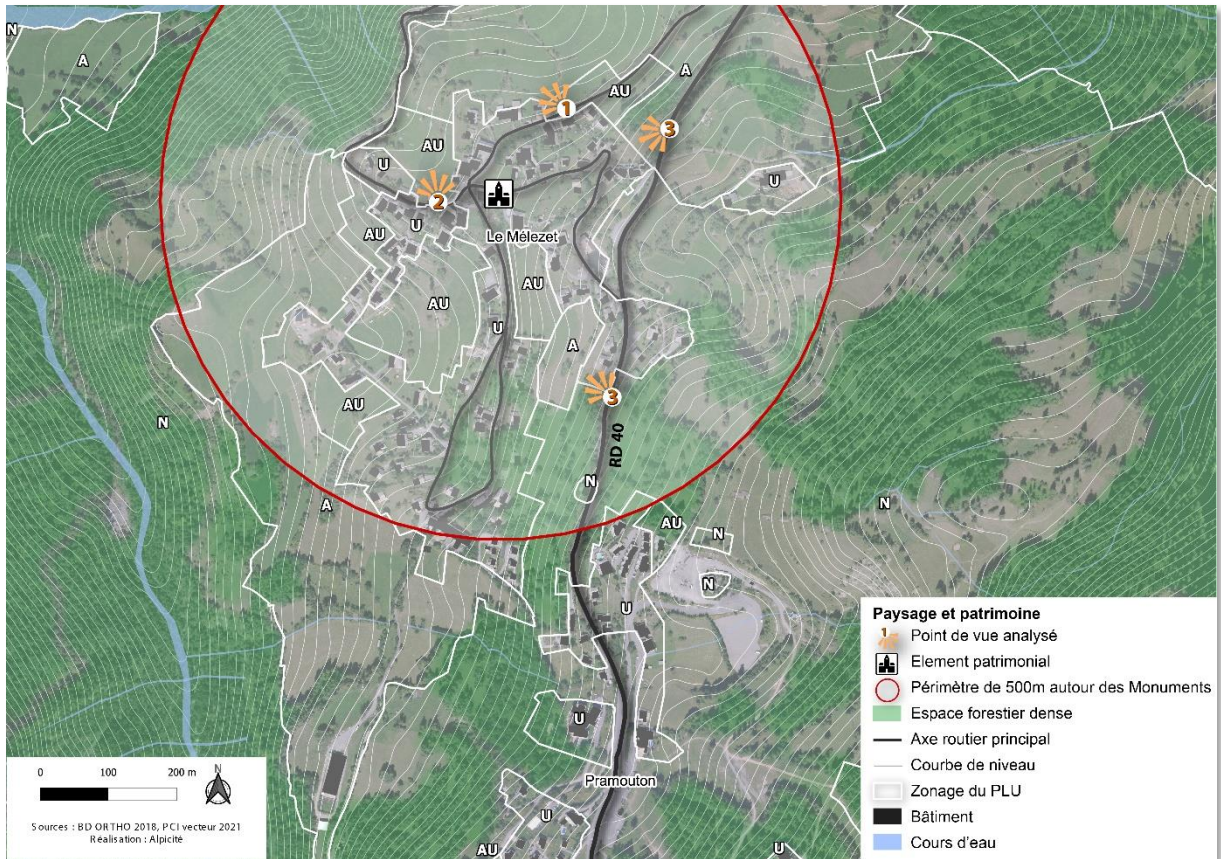 N
A
AU
A
1
3
AU
U
U
2
AU
U
Le Mélezet
AU
AU
U
A
AU
3
N
RD 40
N
A
N
AU
N
N
U
U
Pramouton
U
AU
U
0 100 200 m
N
Sources : BD ORTHO 2018, PCI vecteur 2021
Réalisation : Alpicité
Paysage et patrimoine
1
Point de vue analysé
Element patrimonial
Périmètre de 500m autour des Monuments
Espace forestier dense
Axe routier principal
Courbe de niveau
Zonage du PLU
Bâtiment
Cours d'eau